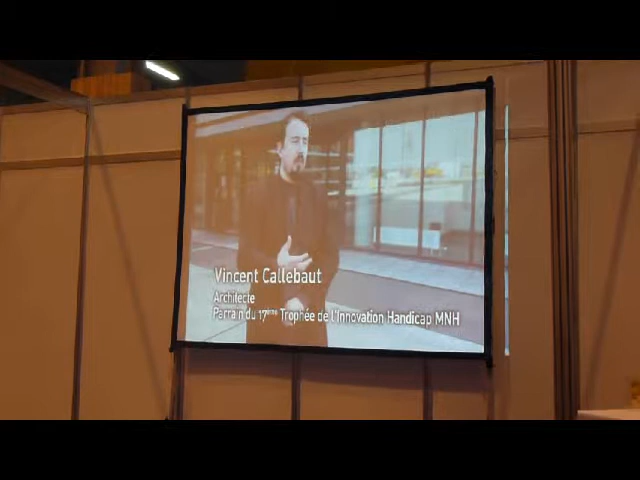 Vincent Callebaut
Architecte
Parrain du 17ème Trophée de l'Innovation Handicap MNH